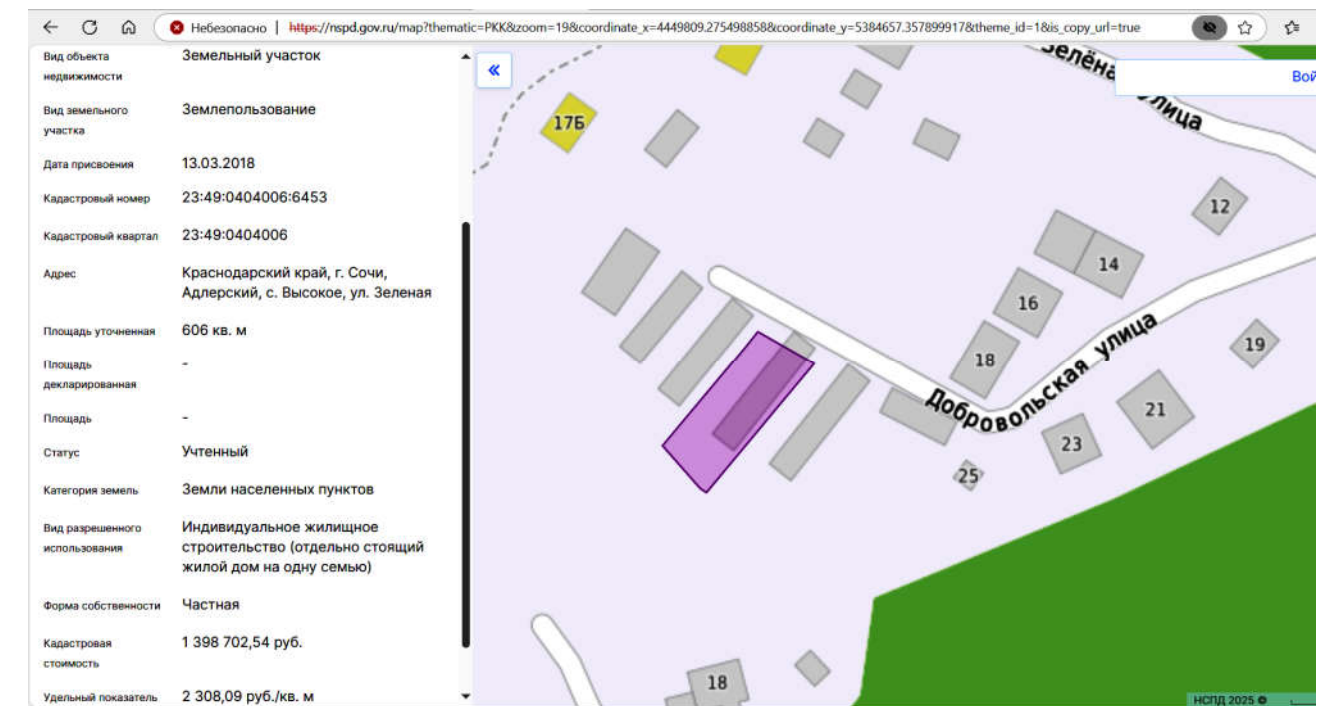 Небезопасно | https://nspd.gov.ru/map?thematic=PKK&zoom=19&coordinate_x=4449809.275498858&coordinate_y=5384657.357899917&theme_id=1&is_copy_url=true
Вид объекта недвижимости Земельный участок
Вид земельного участка Землепользование
Дата присвоения 13.03.2018
Кадастровый номер 23:49:0404006:6453
Кадастровый квартал 23:49:0404006
Адрес Краснодарский край, г. Сочи,
Адлерский, с. Высокое, ул. Зеленая
Площадь уточненная 606 кв. м
Площадь декларированная -
Площадь -
Статус Учтенный
Категория земель Земли населенных пунктов
Вид разрешенного использования Индивидуальное жилищное
строительство (отдельно стоящий
жилой дом на одну семью)
Форма собственности Частная
Кадастровая стоимость 1 398 702,54 руб.
Удельный показатель 2 308,09 руб./кв. м
«
Вой
Зелёна
лица
17Б
12
14
16
18
19
Добровольская улица
21
23
25
18
НСПД 2025 ©